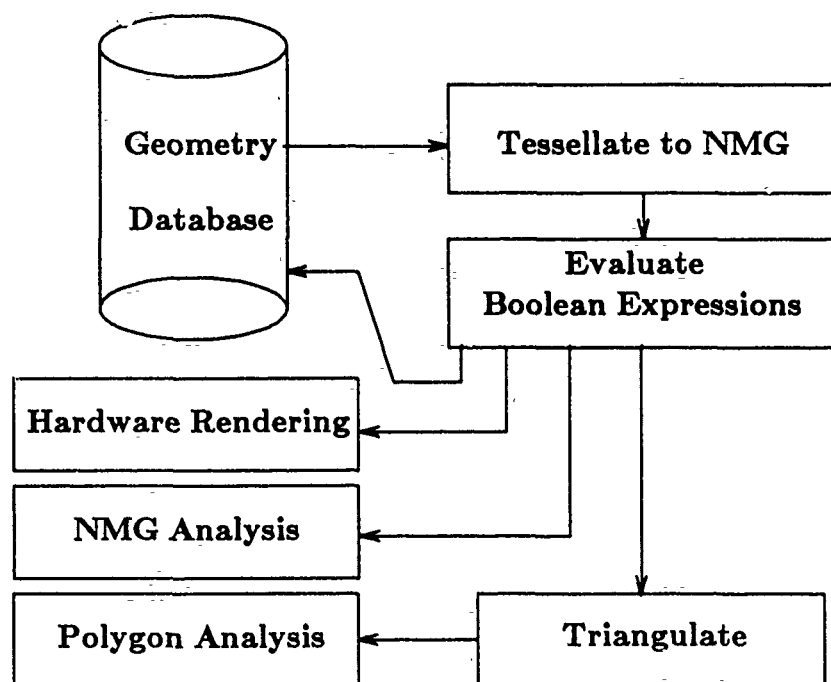 Geometry
Database
Tessellate to NMG
Evaluate
Boolean Expressions
Hardware Rendering
NMG Analysis
Polygon Analysis
Triangulate